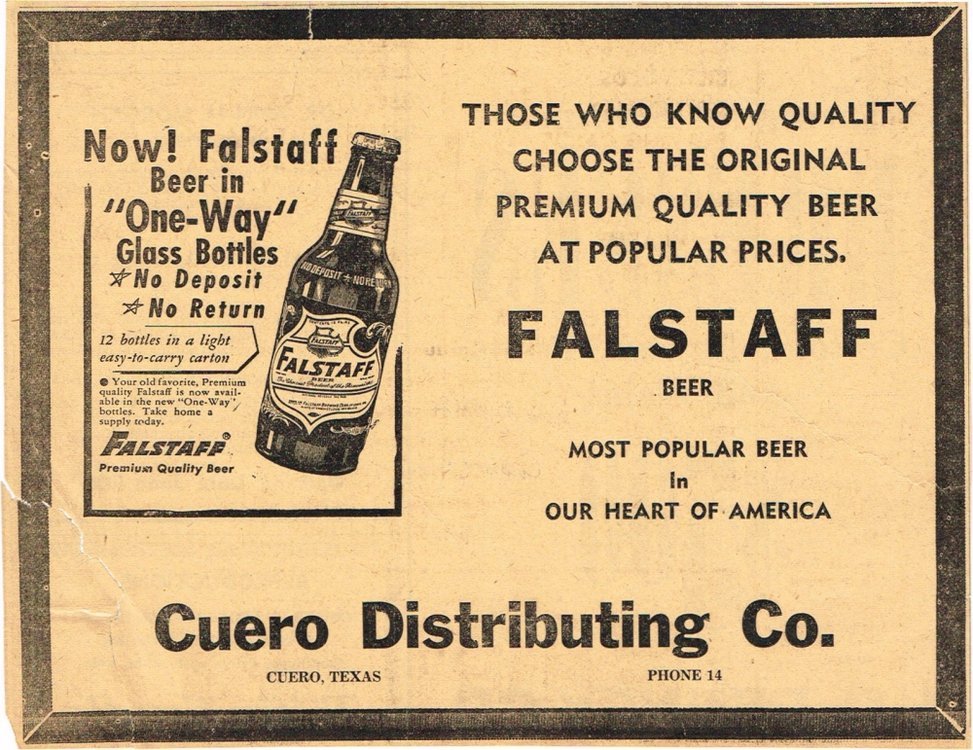 Now! Falstaff
Beer in
"One-Way"
Glass Bottles
☆ No Deposit
☆ No Return
12 bottles in a light
easy-to-carry carton
● Your old favorite, Premium
quality Falstaff is now avail-
able in the new "One-Way"
bottles. Take home a
supply today.
FALSTAFF®
Premium Quality Beer
FALSTAFF
NO DEPOSIT ☆ NO RETURN
FALSTAFF
FALSTAFF
BEER
THOSE WHO KNOW QUALITY
CHOOSE THE ORIGINAL
PREMIUM QUALITY BEER
AT POPULAR PRICES.
FALSTAFF
BEER
MOST POPULAR BEER
In
OUR HEART OF AMERICA
Cuero Distributing Co.
CUERO, TEXAS
PHONE 14